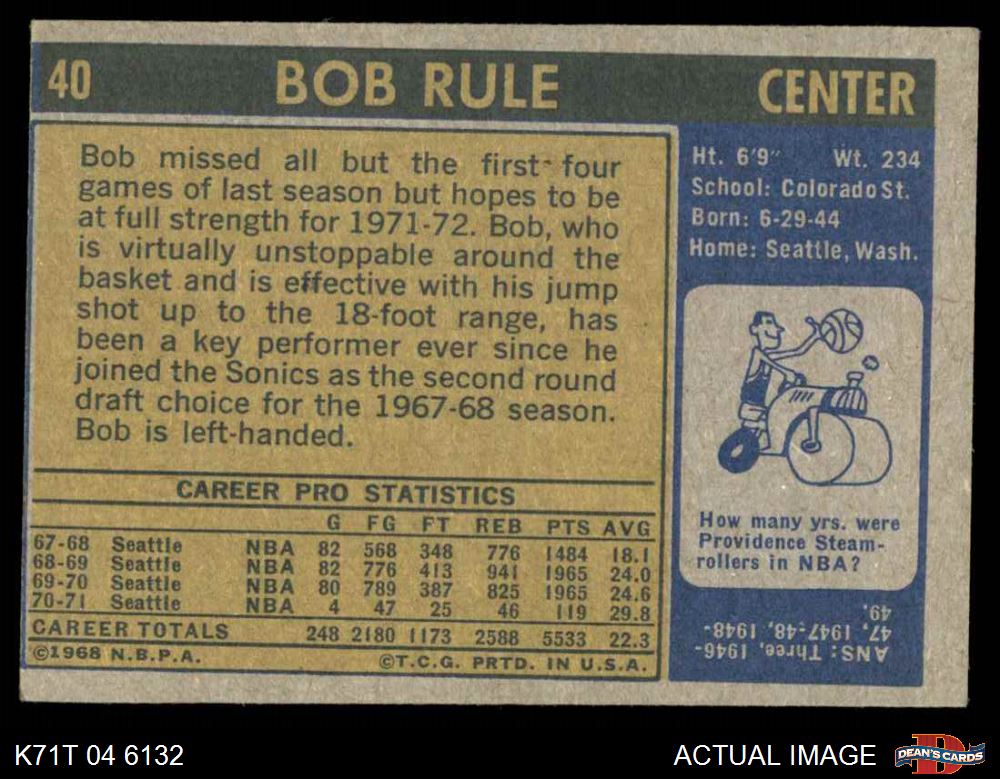 40 BOB RULE CENTER
Bob missed all but the first four
games of last season but hopes to be
at full strength for 1971-72. Bob, who
is virtually unstoppable around the
basket and is effective with his jump
shot up to the 18-foot range, has
been a key performer ever since he
joined the Sonics as the second round
draft choice for the 1967-68 season.
Bob is left-handed.
Ht. 6'9" Wt. 234
School: Colorado St.
Born: 6-29-44
Home: Seattle, Wash.
How many yrs. were
Providence Steam-
rollers in NBA?
ANS: Three, 1946-
47, 1947-48, 1948-
49.
CAREER PRO STATISTICS
G FG FT REB PTS AVG
67-68 Seattle NBA 82 568 348 776 1484 18.1
68-69 Seattle NBA 82 776 413 941 1965 24.0
69-70 Seattle NBA 80 789 387 825 1965 24.6
70-71 Seattle NBA 4 47 25 46 119 29.8
CAREER TOTALS 248 2180 1173 2588 5533 22.3
©1968 N.B.P.A. ©T.C.G. PRTD. IN U.S.A.
K71T 04 6132 ACTUAL IMAGE D DEAN'S CARDS